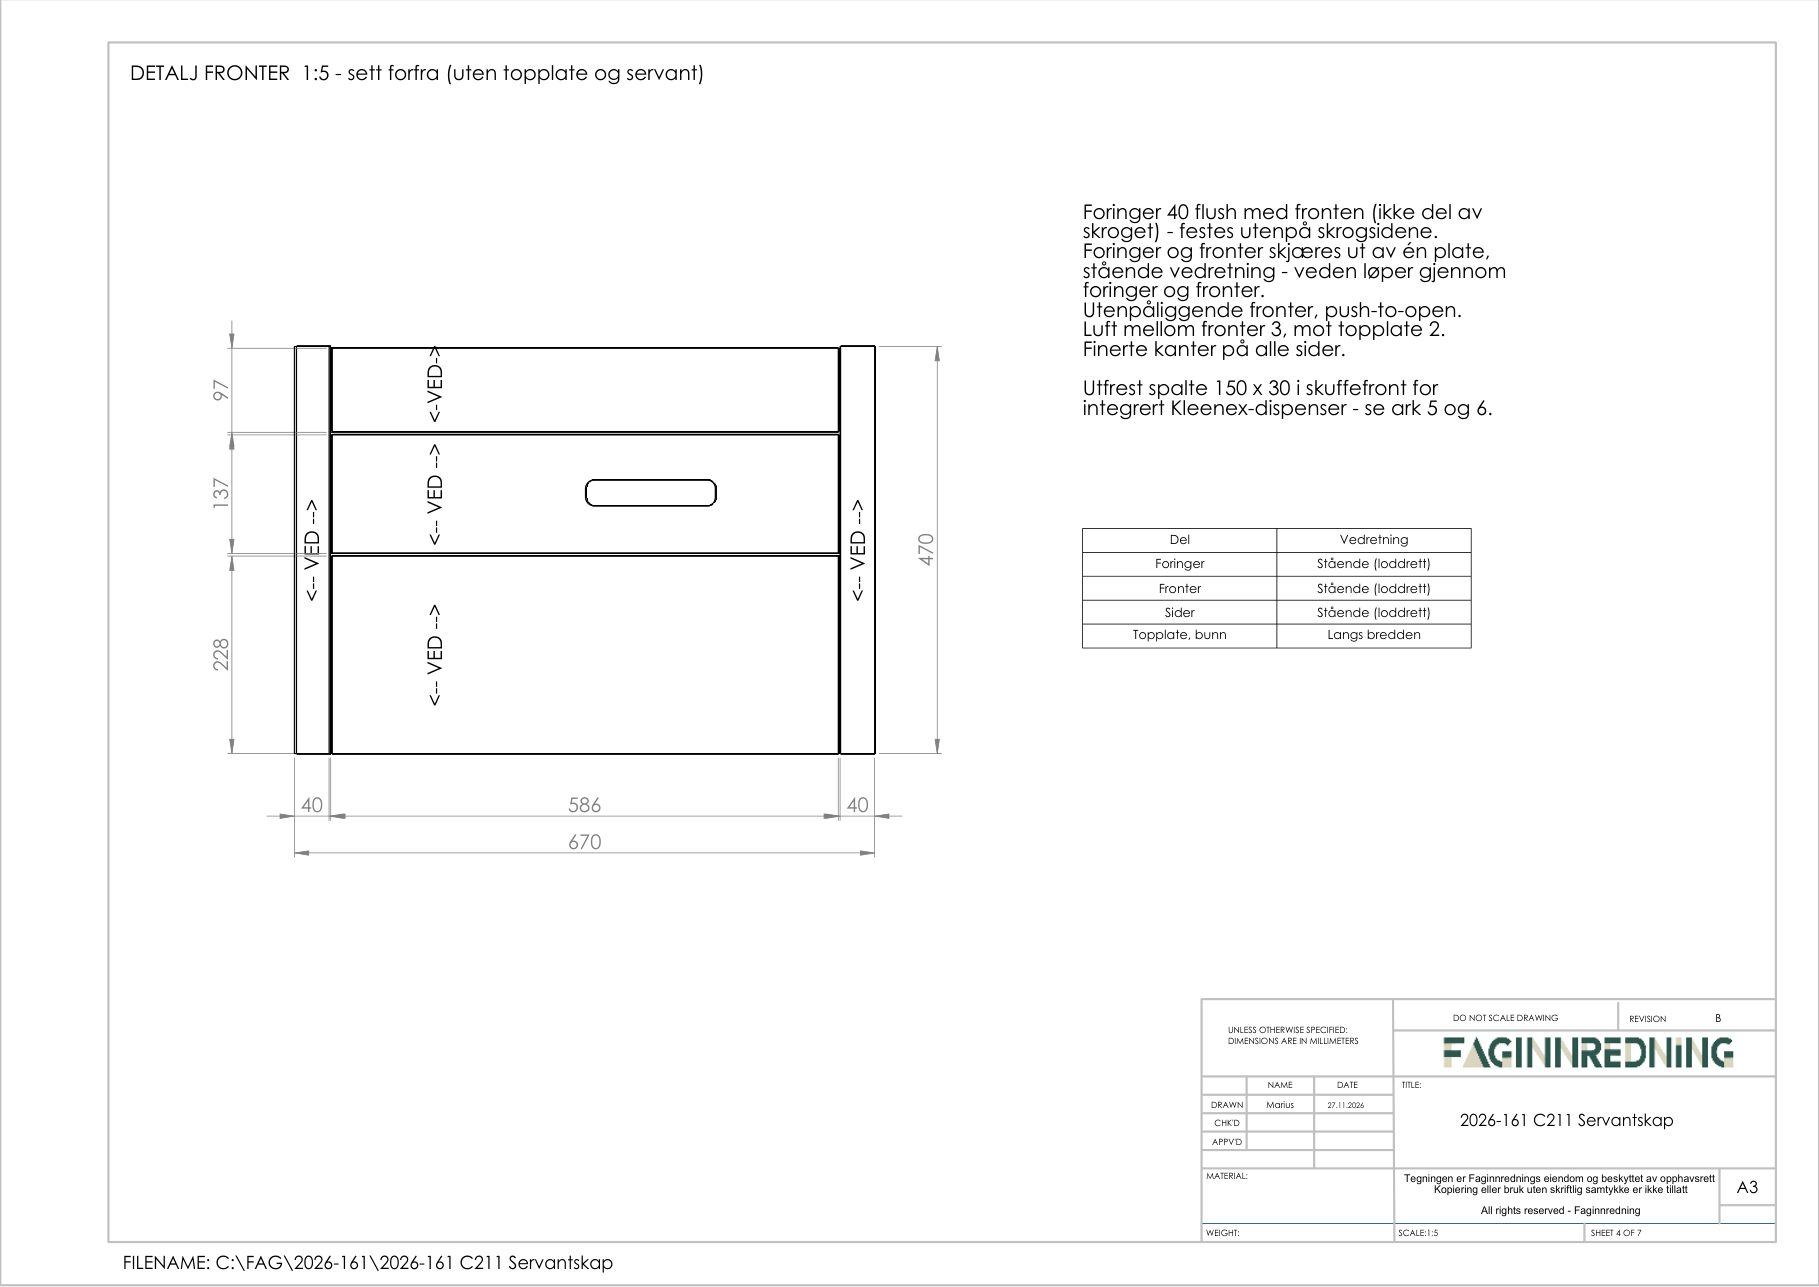 DETALJ FRONTER 1:5 - sett forfra (uten topplate og servant)
Foringer 40 flush med fronten (ikke del av
skroget) - festes utenpå skrogsidene.
Foringer og fronter skjæres ut av én plate,
stående vedretning - veden løper gjennom
foringer og fronter.
Utenpåliggende fronter, push-to-open.
Luft mellom fronter 3, mot topplate 2.
Finerte kanter på alle sider.
Utfrest spalte 150 x 30 i skuffefront for
integrert Kleenex-dispenser - se ark 5 og 6.
97
137
228
<-VED->
<-- VED -->
<-- VED -->
<-- VED -->
<-- VED -->
470
40
586
40
670
Del Vedretning
Foringer Stående (loddrett)
Fronter Stående (loddrett)
Sider Stående (loddrett)
Topplate, bunn Langs bredden
UNLESS OTHERWISE SPECIFIED:
DIMENSIONS ARE IN MILLIMETERS
DO NOT SCALE DRAWING
REVISION B
FAGINNREDNING
NAME DATE
DRAWN Marius 27.11.2026
CHK'D
APPV'D
TITLE:
2026-161 C211 Servantskap
MATERIAL:
Tegningen er Faginnrednings eiendom og beskyttet av opphavsrett
Kopiering eller bruk uten skriftlig samtykke er ikke tillatt
All rights reserved - Faginnredning
A3
WEIGHT:
SCALE:1:5
SHEET 4 OF 7
FILENAME: C:\FAG\2026-161\2026-161 C211 Servantskap